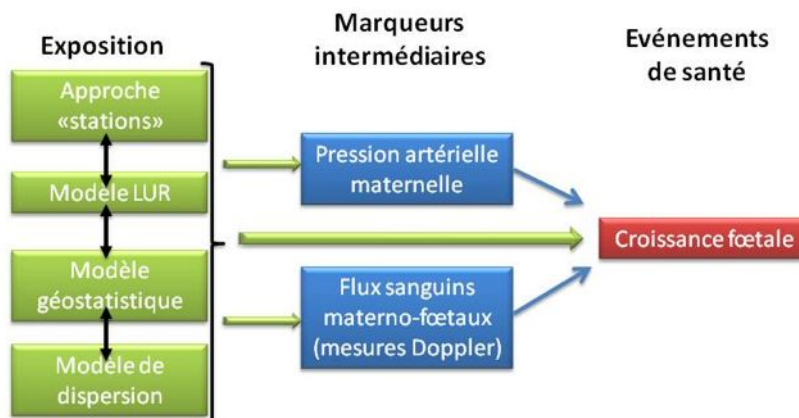 Exposition
Approche
«stations»
Modèle LUR
Modèle
géostatistique
Modèle de
dispersion
Marqueurs
intermédiaires
Pression artérielle
maternelle
Flux sanguins
materno-fœtaux
(mesures Doppler)
Evénements
de santé
Croissance fœtale